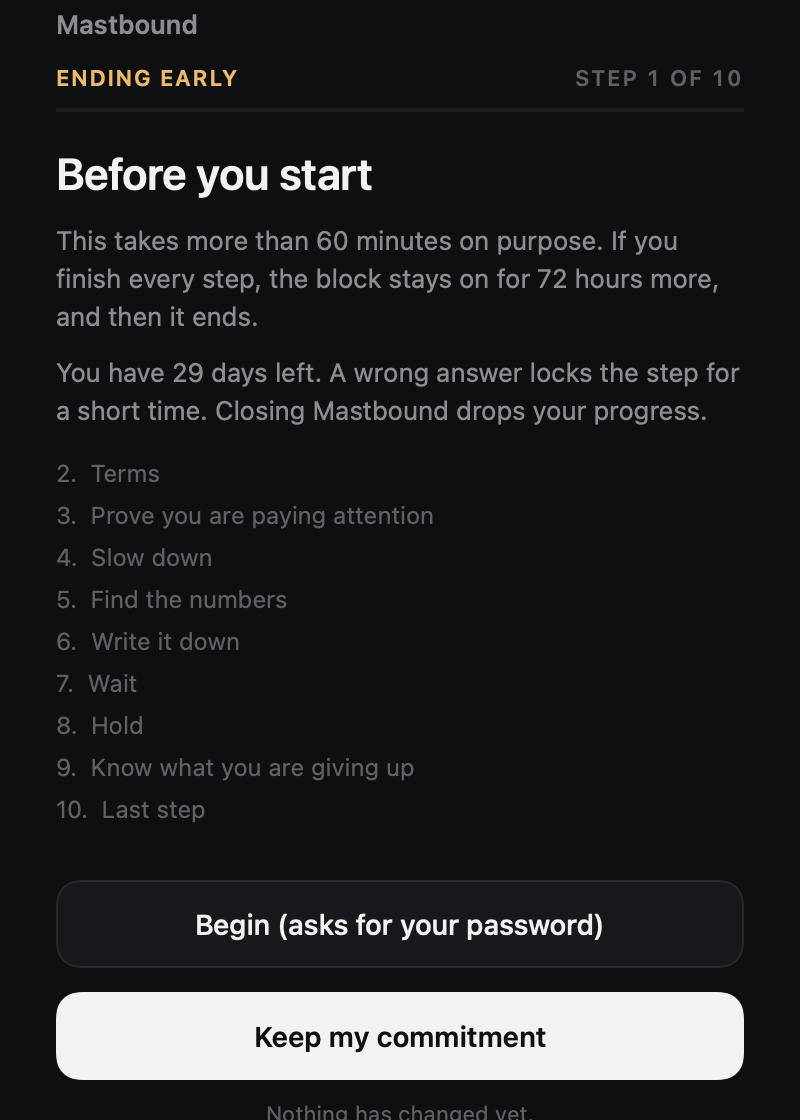 Mastbound
ENDING EARLY
STEP 1 OF 10
Before you start
This takes more than 60 minutes on purpose. If you
finish every step, the block stays on for 72 hours more,
and then it ends.
You have 29 days left. A wrong answer locks the step for
a short time. Closing Mastbound drops your progress.
2. Terms
3. Prove you are paying attention
4. Slow down
5. Find the numbers
6. Write it down
7. Wait
8. Hold
9. Know what you are giving up
10. Last step
Begin (asks for your password)
Keep my commitment
Nothing has changed yet.